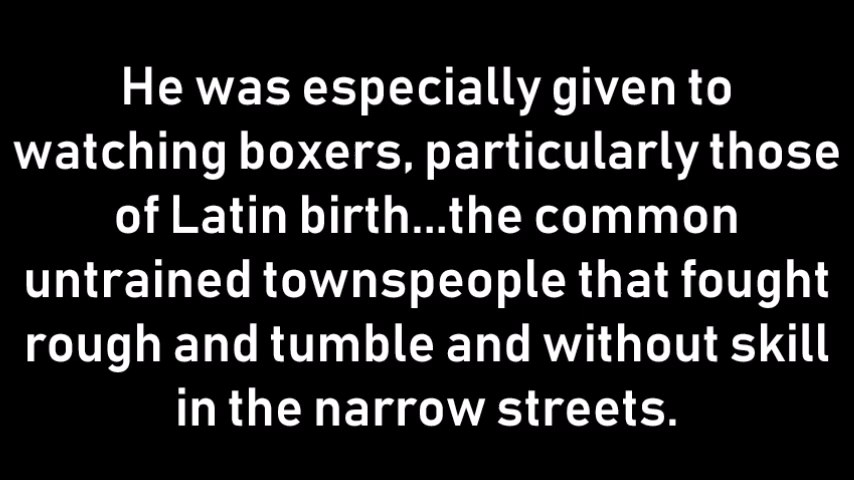 He was especially given to
watching boxers, particularly those
of Latin birth...the common
untrained townspeople that fought
rough and tumble and without skill
in the narrow streets.